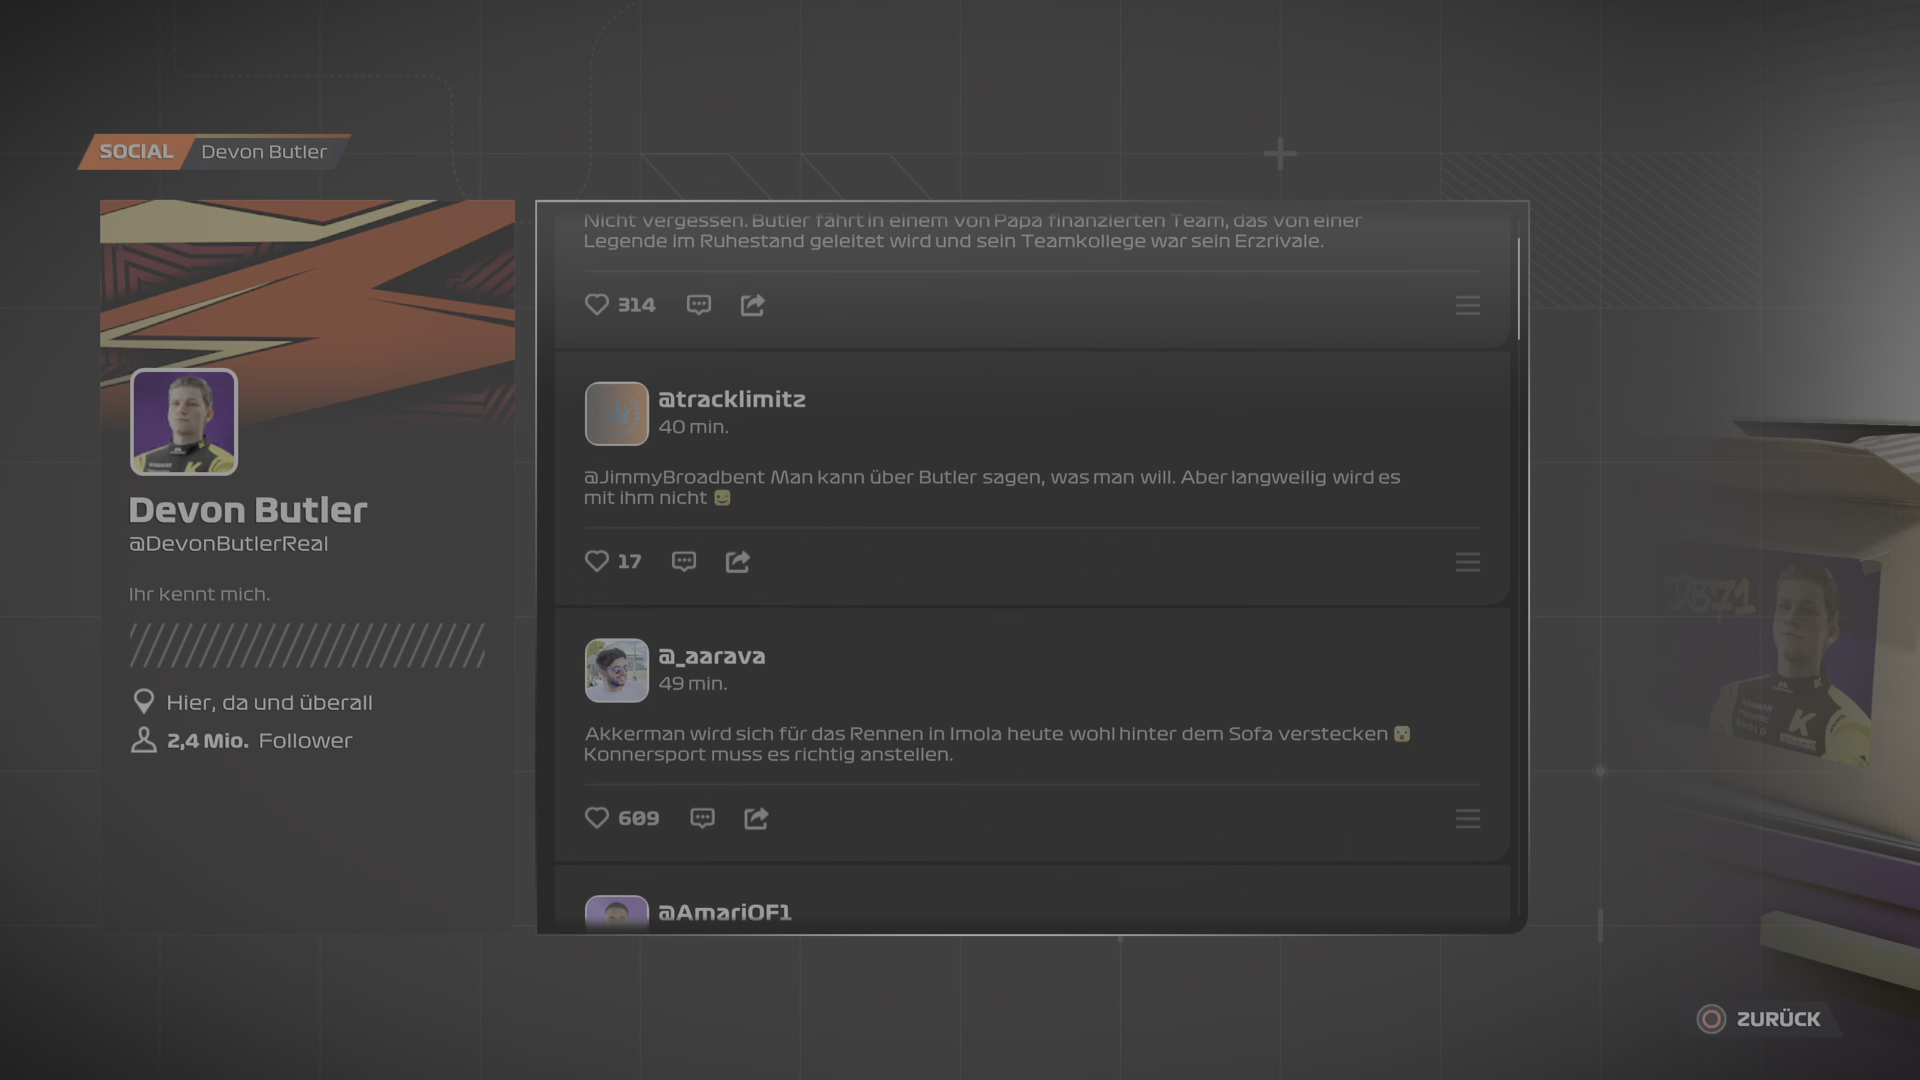 SOCIAL
Devon Butler
Devon Butler
@DevonButlerReal
Ihr kennt mich.
Hier, da und überall
2,4 Mio. Follower
Nicht vergessen. Butler fährt in einem von Papa finanzierten Team, das von einer
Legende im Ruhestand geleitet wird und sein Teamkollege war sein Erzrivale.
314
@tracklimitz
40 min.
@JimmyBroadbent Man kann über Butler sagen, was man will. Aber langweilig wird es
mit ihm nicht 
17
@_aarava
49 min.
Akkerman wird sich für das Rennen in Imola heute wohl hinter dem Sofa verstecken 
Konnersport muss es richtig anstellen.
609
@AmariOF1
DB71
K
K
ZURÜCK